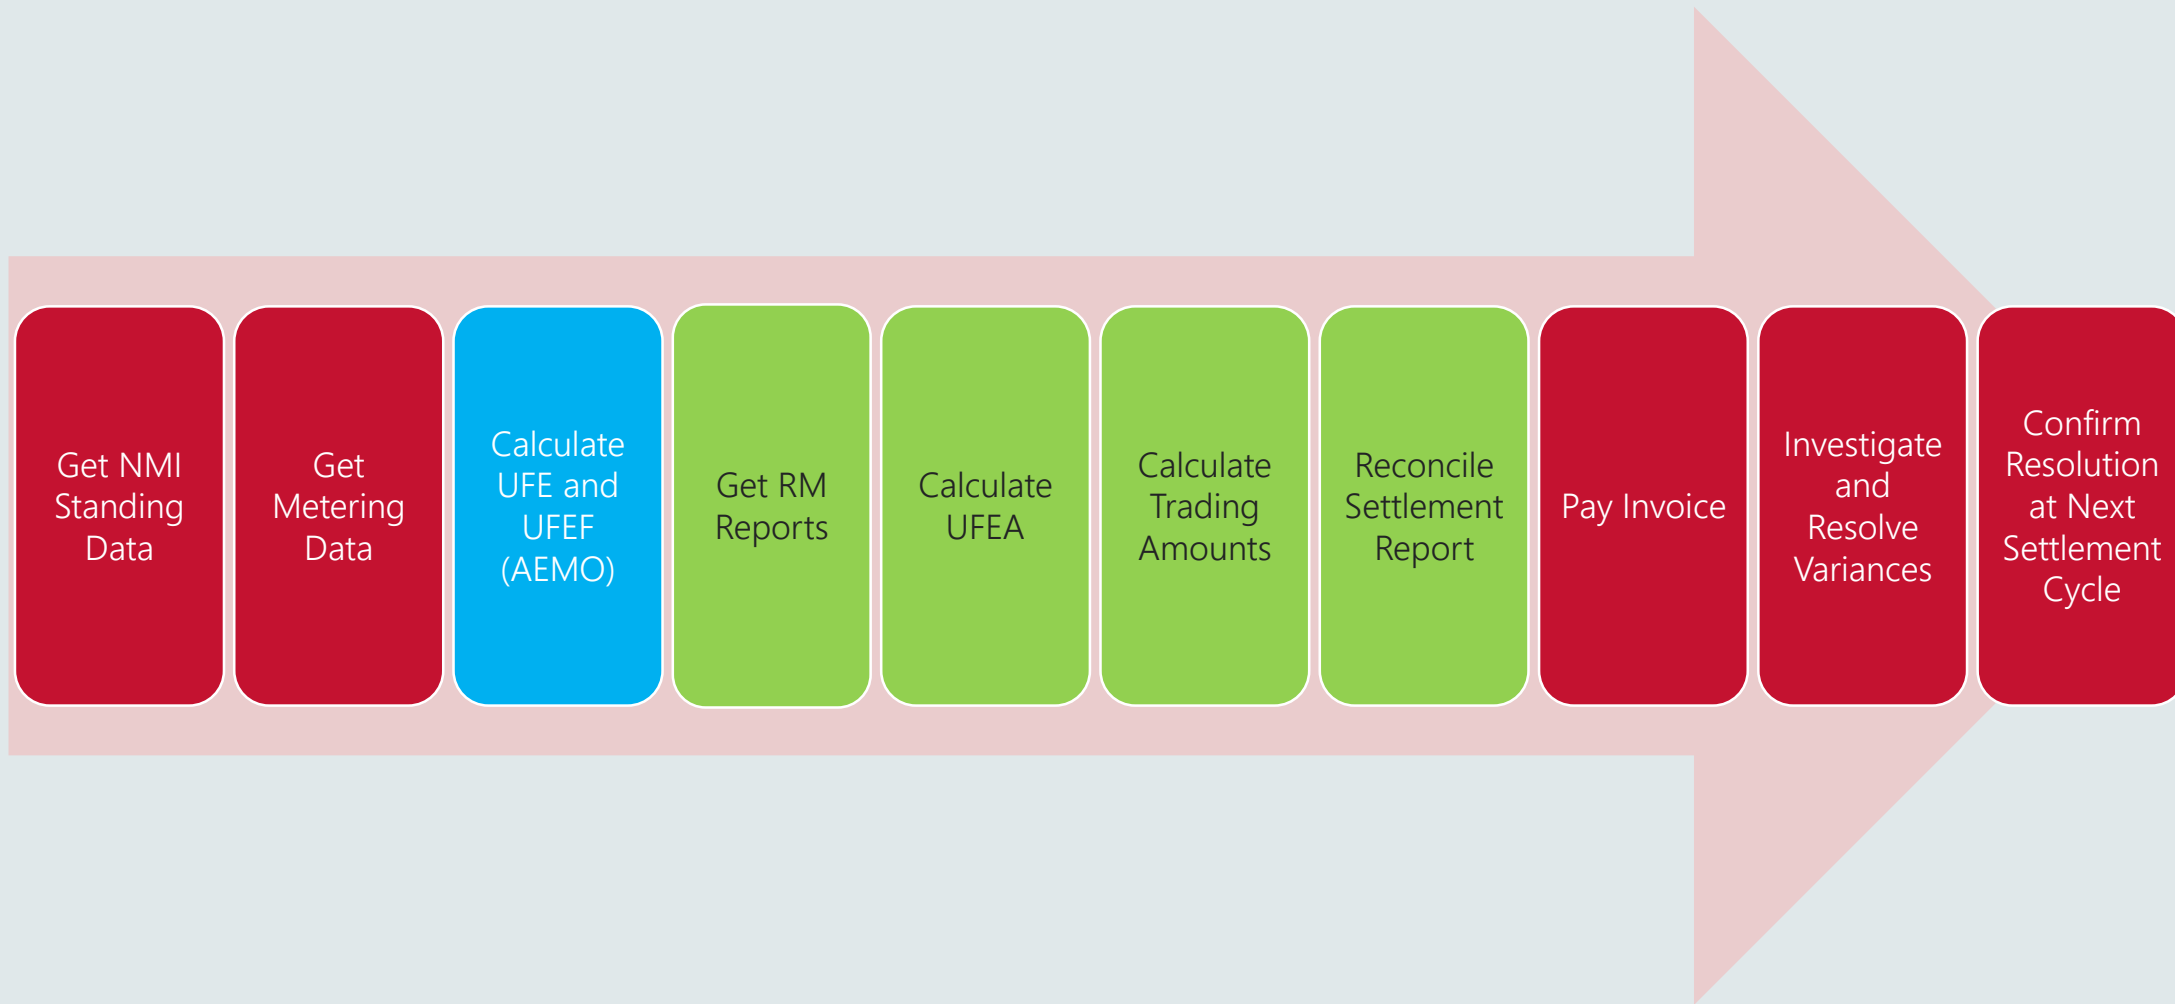 Get NMI
Standing
Data
Get
Metering
Data
Calculate
UFE and
UFEF
(AEMO)
Get RM
Reports
Calculate
UFEA
Calculate
Trading
Amounts
Reconcile
Settlement
Report
Pay Invoice
Investigate
and
Resolve
Variances
Confirm
Resolution
at Next
Settlement
Cycle